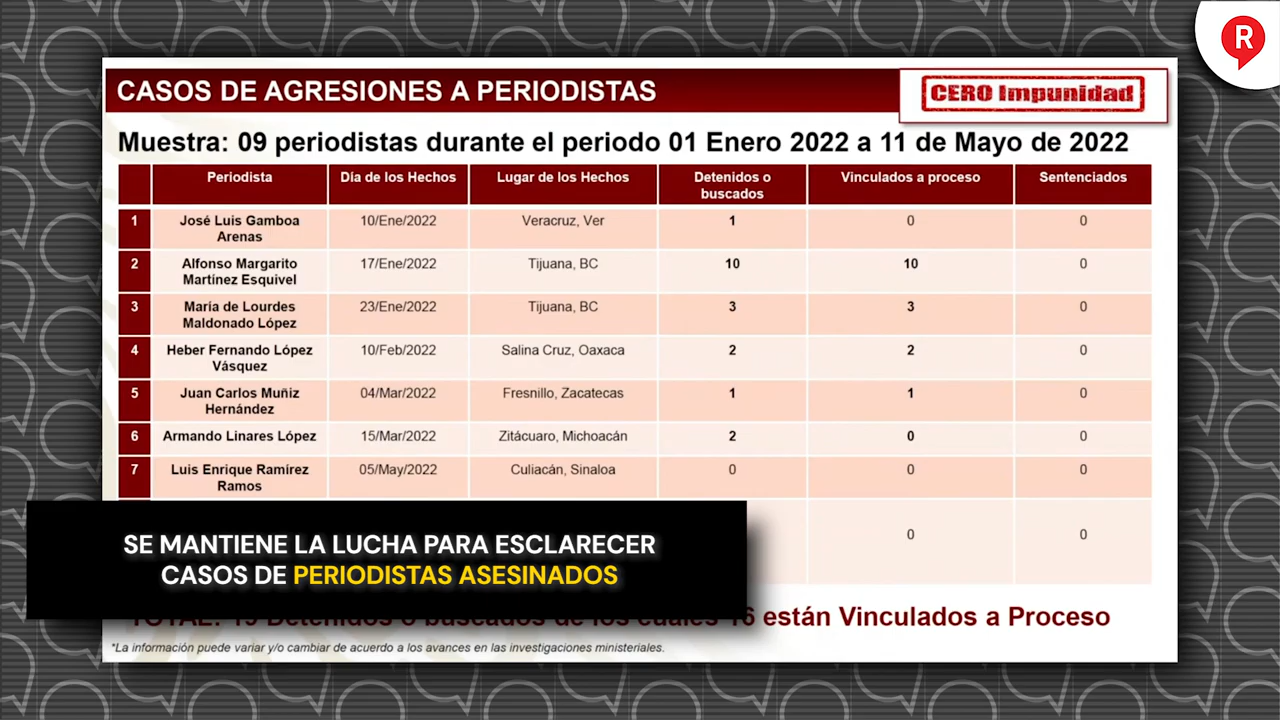 R
CASOS DE AGRESIONES A PERIODISTAS
CERO Impunidad
Muestra: 09 periodistas durante el periodo 01 Enero 2022 a 11 de Mayo de 2022
Periodista Día de los Hechos Lugar de los Hechos Detenidos o buscados Vinculados a proceso Sentenciados
1 José Luis Gamboa Arenas 10/Ene/2022 Veracruz, Ver 1 0 0
2 Alfonso Margarito Martínez Esquivel 17/Ene/2022 Tijuana, BC 10 10 0
3 María de Lourdes Maldonado López 23/Ene/2022 Tijuana, BC 3 3 0
4 Heber Fernando López Vásquez 10/Feb/2022 Salina Cruz, Oaxaca 2 2 0
5 Juan Carlos Muñiz Hernández 04/Mar/2022 Fresnillo, Zacatecas 1 1 0
6 Armando Linares López 15/Mar/2022 Zitácuaro, Michoacán 2 0 0
7 Luis Enrique Ramírez Ramos 05/May/2022 Culiacán, Sinaloa 0 0 0
0 0
SE MANTIENE LA LUCHA PARA ESCLARECER
CASOS DE PERIODISTAS ASESINADOS
TOTAL: 19 Detenidos o buscados de los cuales 16 están Vinculados a Proceso
*La información puede variar y/o cambiar de acuerdo a los avances en las investigaciones ministeriales.